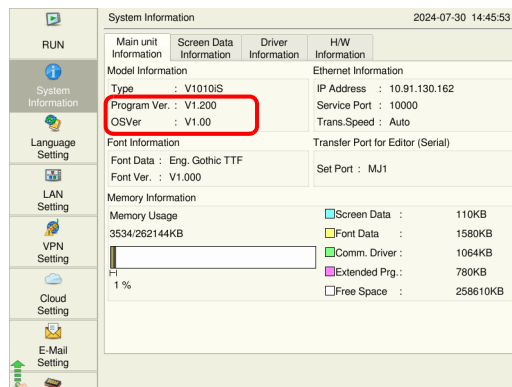 System Information
2024-07-30 14:45:53
RUN
System
Information
Language
Setting
LAN
Setting
VPN
Setting
Cloud
Setting
E-Mail
Setting
Main unit
Information
Screen Data
Information
Driver
Information
H/W
Information
Model Information
Type : V1010iS
Program Ver. : V1.200
OSVer : V1.00
Ethernet Information
IP Address : 10.91.130.162
Service Port : 10000
Trans.Speed : Auto
Font Information
Font Data : Eng. Gothic TTF
Font Ver. : V1.000
Transfer Port for Editor (Serial)
Set Port : MJ1
Memory Information
Memory Usage
3534/262144KB
1 %
Screen Data : 110KB
Font Data : 1580KB
Comm. Driver : 1064KB
Extended Prg.: 780KB
Free Space : 258610KB